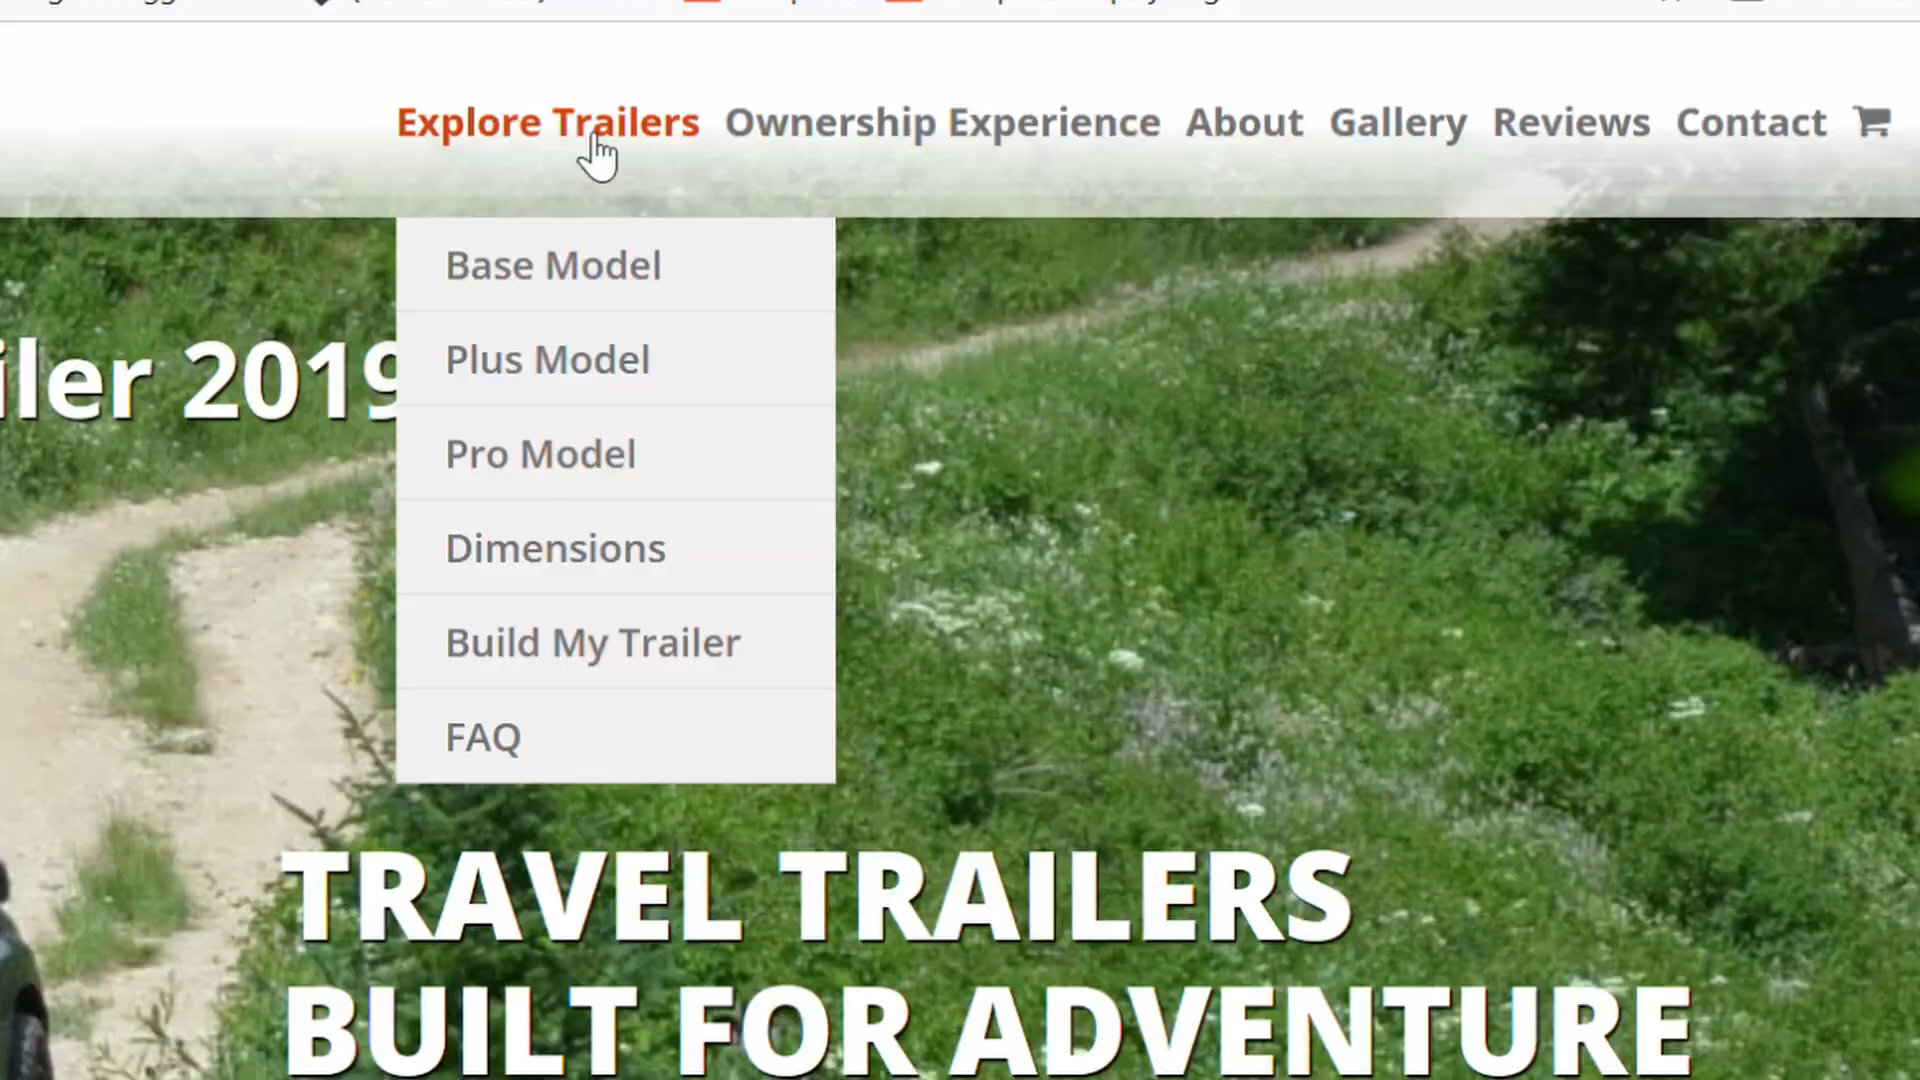 Explore Trailers Ownership Experience About Gallery Reviews Contact
Base Model
Plus Model
Pro Model
Dimensions
Build My Trailer
FAQ
2019
TRAVEL TRAILERS
BUILT FOR ADVENTURE